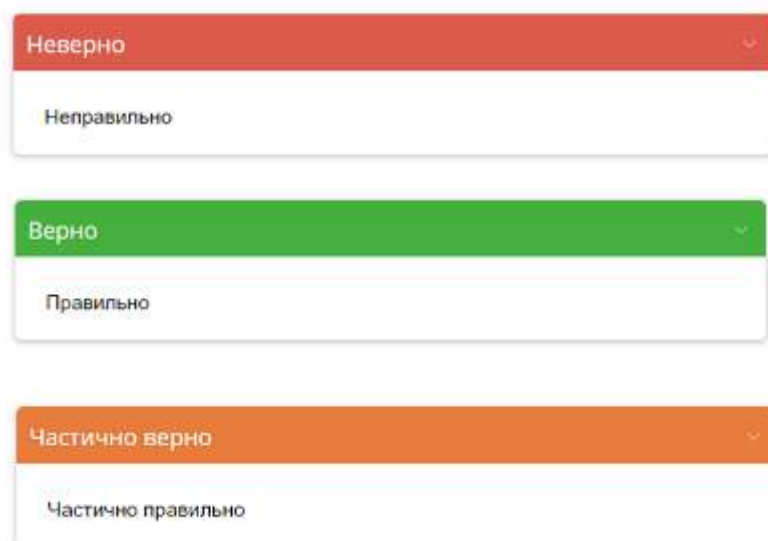 Неверно
Неправильно
Верно
Правильно
Частично верно
Частично правильно